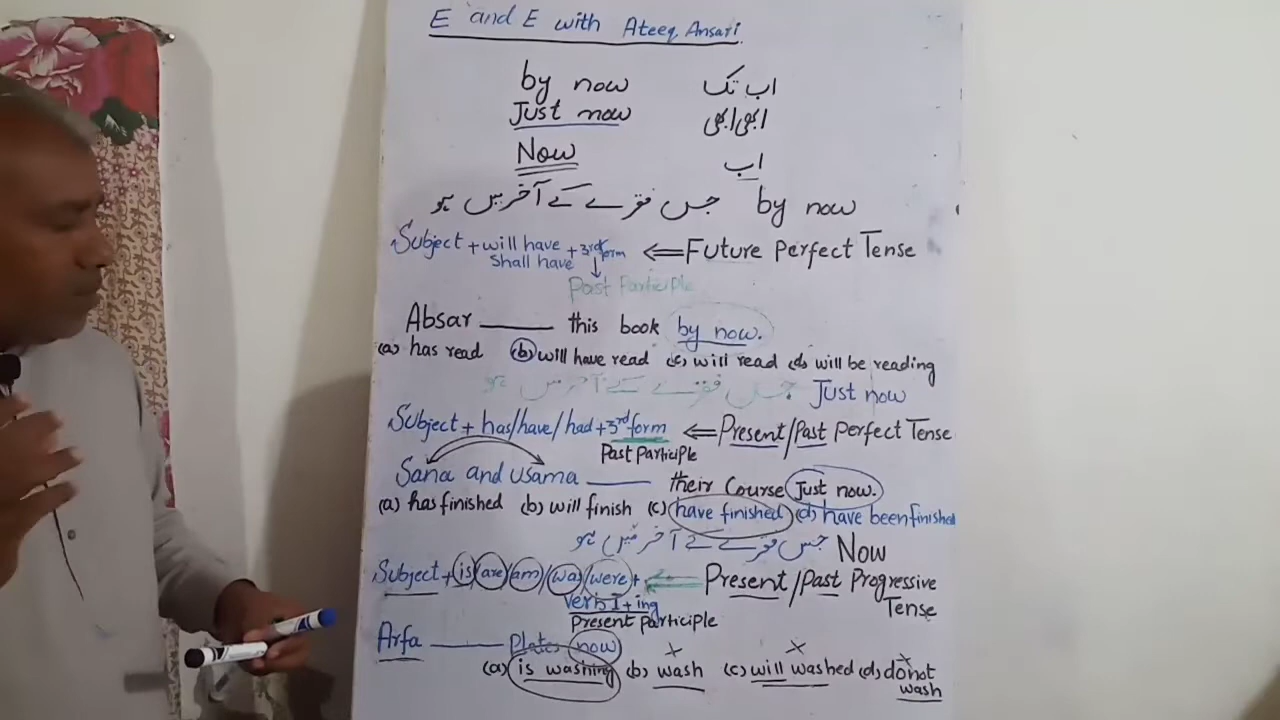 E and E with Ateeq Ansari.
by now اب تک
Just now ابھی ابھی
Now اب
by now جس فقرے کے آخر میں ہو
Subject + will have + 3rd form ⇐ Future Perfect Tense
shall have ↓
Past Participle
Absar ______ this book by now.
(a) has read (b) will have read (c) will read (d) will be reading
Just now جس فقرے کے آخر میں ہو
Subject + has/have/had + 3rd form ⇐ Present/Past Perfect Tense
Past Participle
Sana and Usama ______ their Course Just now.
(a) has finished (b) will finish (c) have finished (d) have been finished
Now جس فقرے کے آخر میں ہو
Subject + is/are/am/was/were + ⇐ Present/Past Progressive
Verb I + ing Tense
Present Participle
Arfa ______ Plates now
(a) is washing (b) wash (c) will washed (d) do not
wash